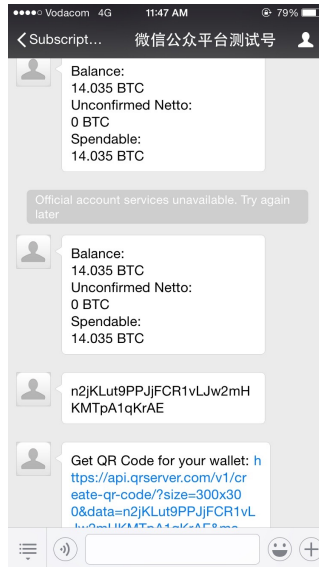 Vodacom 4G 11:47 AM 79%
Subscript... 微信公众平台测试号
Balance:
14.035 BTC
Unconfirmed Netto:
0 BTC
Spendable:
14.035 BTC
Official account services unavailable. Try again
later
Balance:
14.035 BTC
Unconfirmed Netto:
0 BTC
Spendable:
14.035 BTC
n2jKLut9PPJjFCR1vLJw2mH
KMTpA1qKrAE
Get QR Code for your wallet: h
ttps://api.qrserver.com/v1/cr
eate-qr-code/?size=300x30
0&data=n2jKLut9PPJjFCR1vL
Jw2mHKMTpA1qKrAE&ma